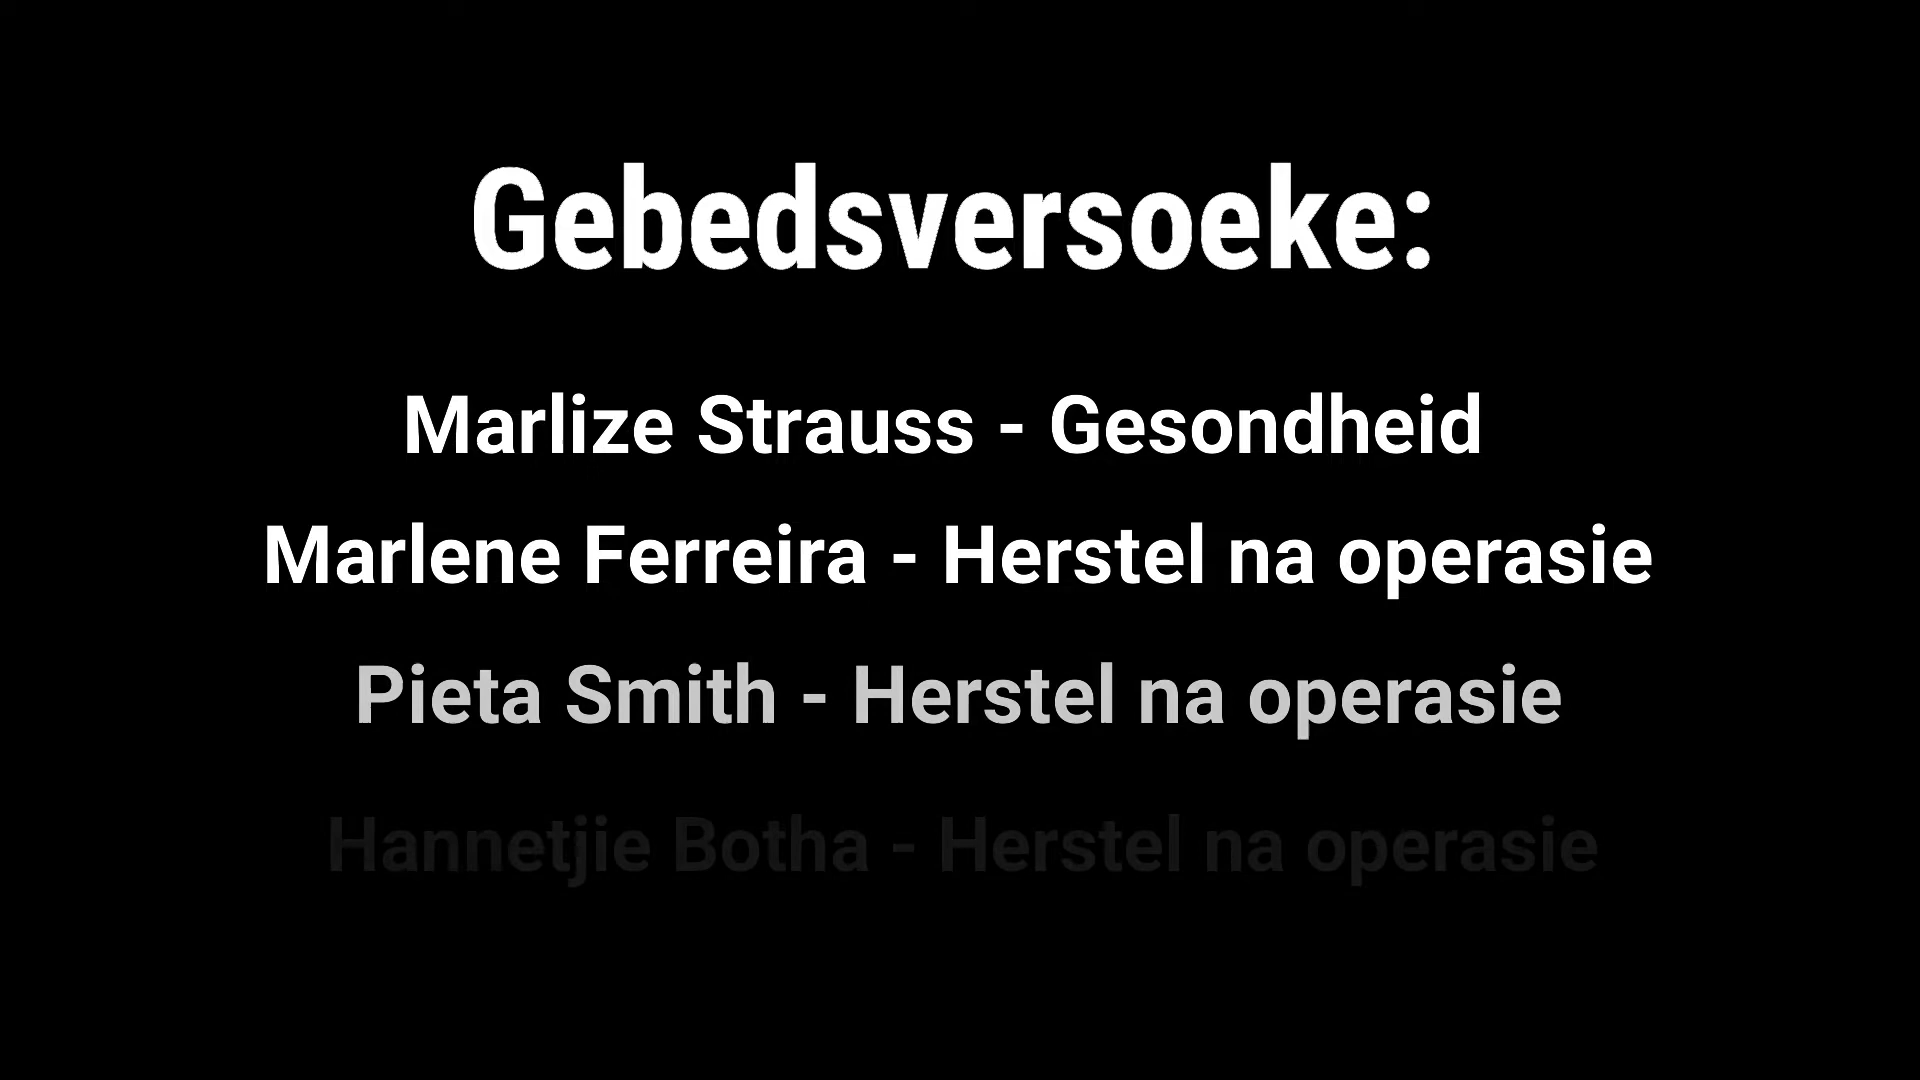 Gebedsversoeke:
Marlize Strauss - Gesondheid
Marlene Ferreira - Herstel na operasie
Pieta Smith - Herstel na operasie
Hannetjie Botha - Herstel na operasie